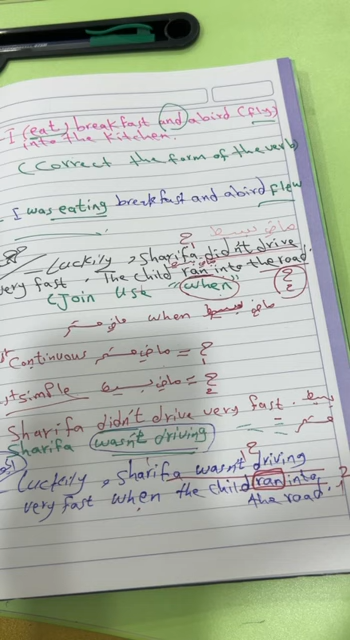 I (eat) breakfast and a bird (fly)
into the kitchen.
(Correct the form of the verb)
I was eating breakfast and a bird flew
ماضي بسيط
Luckily, Sharifa didn't drive
very fast. The child ran into the road.
(Join Use when)
ماضي مستمر when ماضي بسيط
Continuous ماضي مستمر =
simple ماضي بسيط =
Sharifa didn't drive very fast. بسيط
Sharifa wasn't driving = = مستمر
Luckily, Sharifa wasn't driving
very fast when the child ran into
the road.